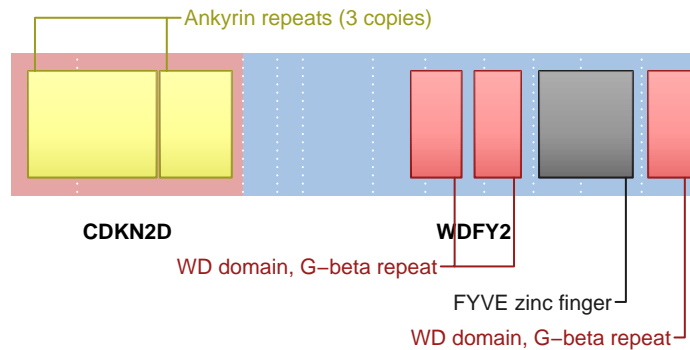 Ankyrin repeats (3 copies)
CDKN2D
WDFY2
WD domain, G−beta repeat
FYVE zinc finger
WD domain, G−beta repeat